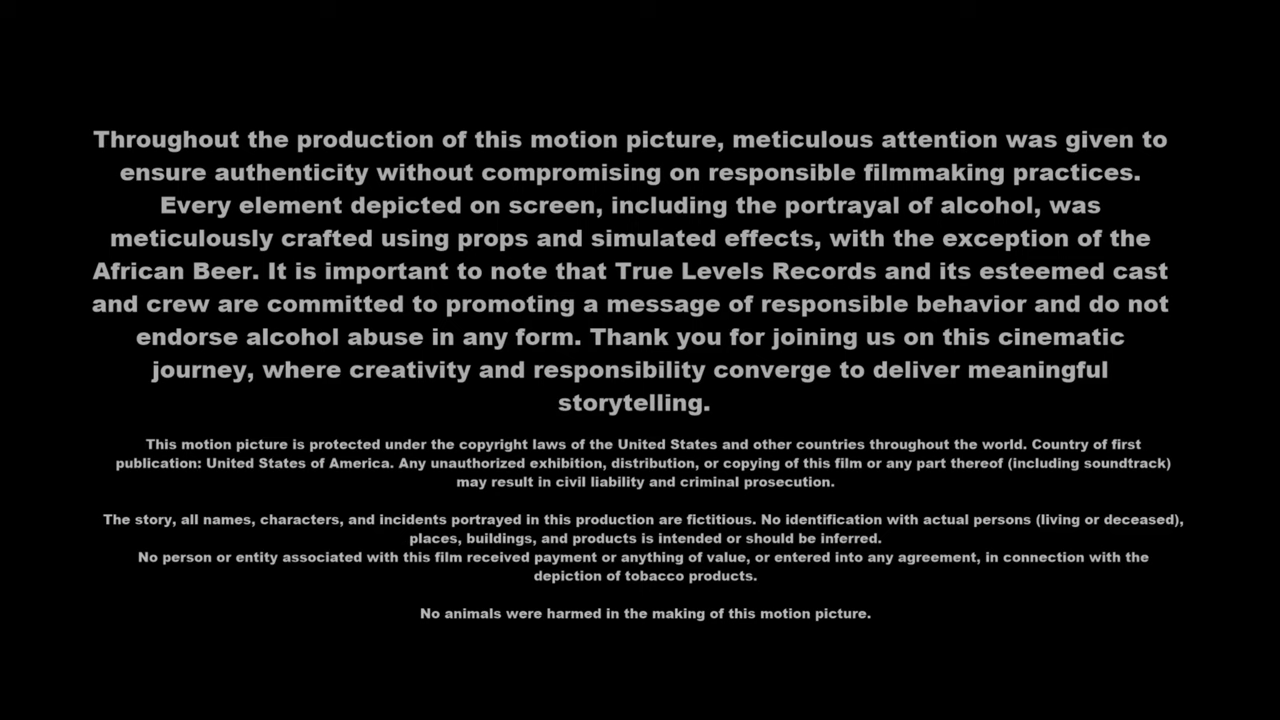 Throughout the production of this motion picture, meticulous attention was given to
ensure authenticity without compromising on responsible filmmaking practices.
Every element depicted on screen, including the portrayal of alcohol, was
meticulously crafted using props and simulated effects, with the exception of the
African Beer. It is important to note that True Levels Records and its esteemed cast
and crew are committed to promoting a message of responsible behavior and do not
endorse alcohol abuse in any form. Thank you for joining us on this cinematic
journey, where creativity and responsibility converge to deliver meaningful
storytelling.
This motion picture is protected under the copyright laws of the United States and other countries throughout the world. Country of first
publication: United States of America. Any unauthorized exhibition, distribution, or copying of this film or any part thereof (including soundtrack)
may result in civil liability and criminal prosecution.
The story, all names, characters, and incidents portrayed in this production are fictitious. No identification with actual persons (living or deceased),
places, buildings, and products is intended or should be inferred.
No person or entity associated with this film received payment or anything of value, or entered into any agreement, in connection with the
depiction of tobacco products.
No animals were harmed in the making of this motion picture.